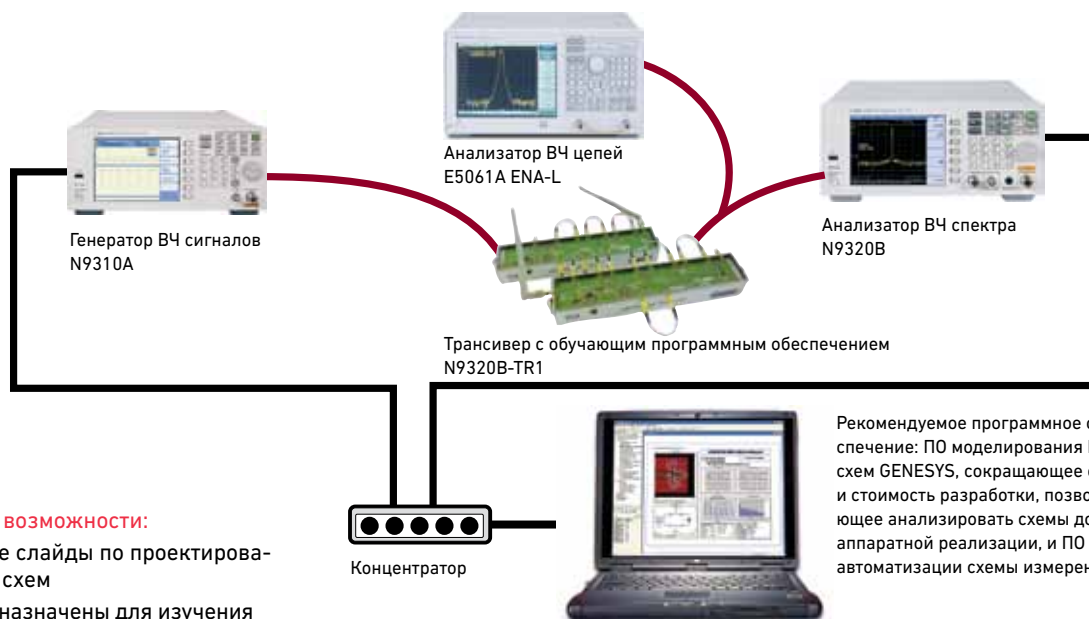 Анализатор ВЧ цепей
E5061A ENA-L
Генератор ВЧ сигналов
N9310A
Анализатор ВЧ спектра
N9320B
Трансивер с обучающим программным обеспечением
N9320B-TR1
Концентратор
Рекомендуемое программное
спечение: ПО моделирования
схем GENESYS, сокращающее
и стоимость разработки, позво
ющее анализировать схемы до
аппаратной реализации, и ПО
автоматизации схемы измерен
возможности:
е слайды по проектирова-
схем
назначены для изучения